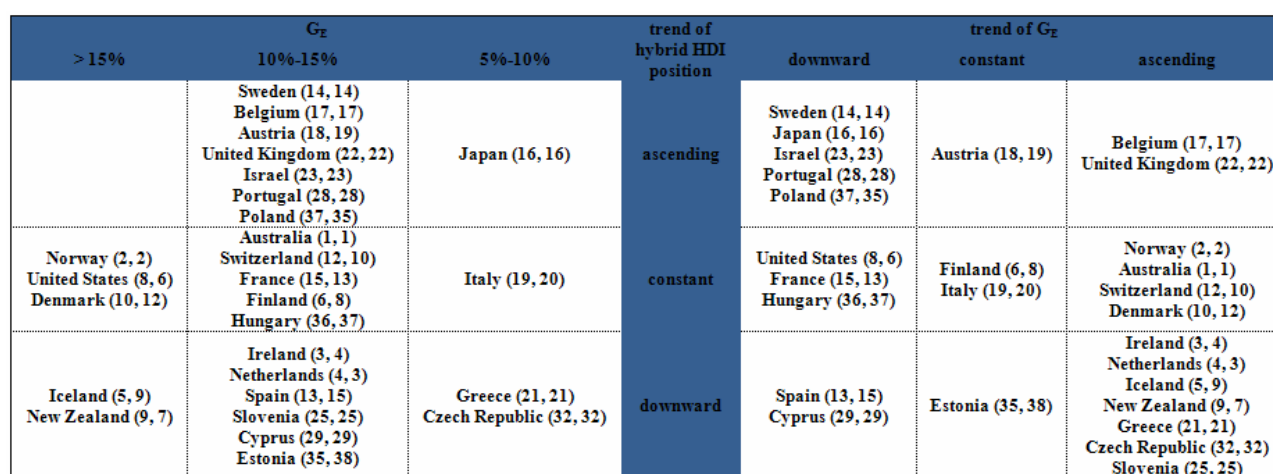 G_E
trend of hybrid HDI position
trend of G_E
>15%
10%-15%
5%-10%
downward
constant
ascending
Sweden (14, 14)
Belgium (17, 17)
Austria (18, 19)
United Kingdom (22, 22)
Israel (23, 23)
Portugal (28, 28)
Poland (37, 35)
Japan (16, 16)
ascending
Sweden (14, 14)
Japan (16, 16)
Israel (23, 23)
Portugal (28, 28)
Poland (37, 35)
Austria (18, 19)
Belgium (17, 17)
United Kingdom (22, 22)
Norway (2, 2)
United States (8, 6)
Denmark (10, 12)
Australia (1, 1)
Switzerland (12, 10)
France (15, 13)
Finland (6, 8)
Hungary (36, 37)
Italy (19, 20)
constant
United States (8, 6)
France (15, 13)
Hungary (36, 37)
Finland (6, 8)
Italy (19, 20)
Norway (2, 2)
Australia (1, 1)
Switzerland (12, 10)
Denmark (10, 12)
Iceland (5, 9)
New Zealand (9, 7)
Ireland (3, 4)
Netherlands (4, 3)
Spain (13, 15)
Slovenia (25, 25)
Cyprus (29, 29)
Estonia (35, 38)
Greece (21, 21)
Czech Republic (32, 32)
downward
Spain (13, 15)
Cyprus (29, 29)
Estonia (35, 38)
Ireland (3, 4)
Netherlands (4, 3)
Iceland (5, 9)
New Zealand (9, 7)
Greece (21, 21)
Czech Republic (32, 32)
Slovenia (25, 25)